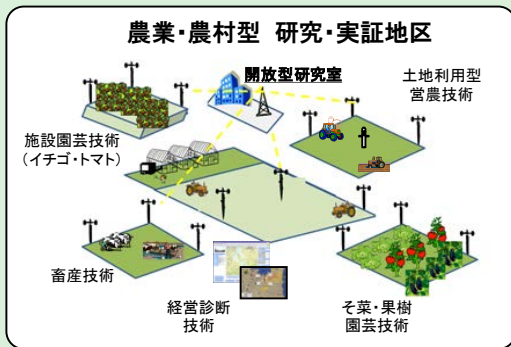 農業・農村型 研究・実証地区
開放型研究室
土地利用型
営農技術
施設園芸技術
（イチゴ・トマト）
畜産技術
経営診断
技術
そ菜・果樹
園芸技術